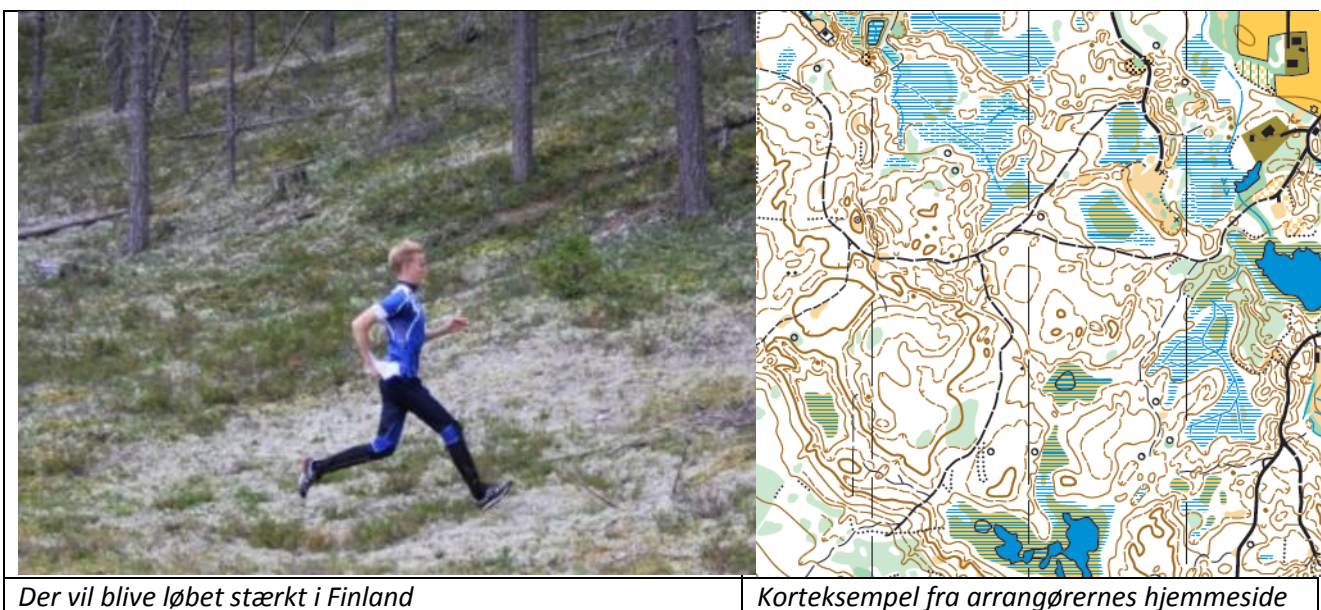 Der vil blive løbet stærkt i Finland
Korteksempel fra arrangørernes hjemmeside